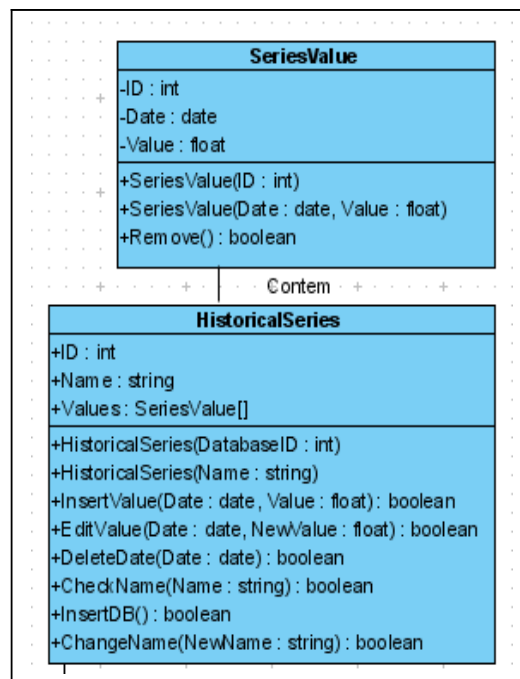 SeriesValue
-ID : int
-Date : date
-Value : float
+SeriesValue(ID : int)
+SeriesValue(Date : date, Value : float)
+Remove() : boolean
Contem
HistoricalSeries
+ID : int
+Name : string
+Values : SeriesValue[]
+HistoricalSeries(DatabaseID : int)
+HistoricalSeries(Name : string)
+InsertValue(Date : date, Value : float) : boolean
+EditValue(Date : date, NewValue : float) : boolean
+DeleteDate(Date : date) : boolean
+CheckName(Name : string) : boolean
+InsertDB() : boolean
+ChangeName(NewName : string) : boolean